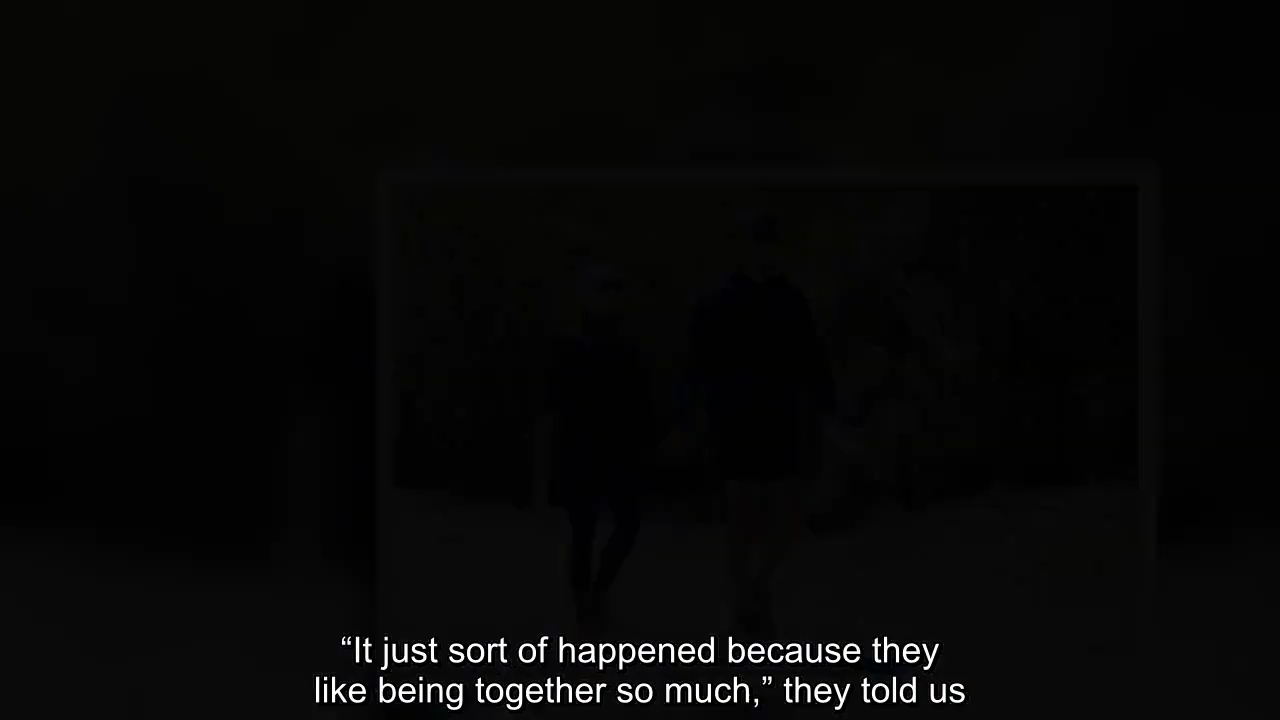 “It just sort of happened because they
like being together so much,” they told us